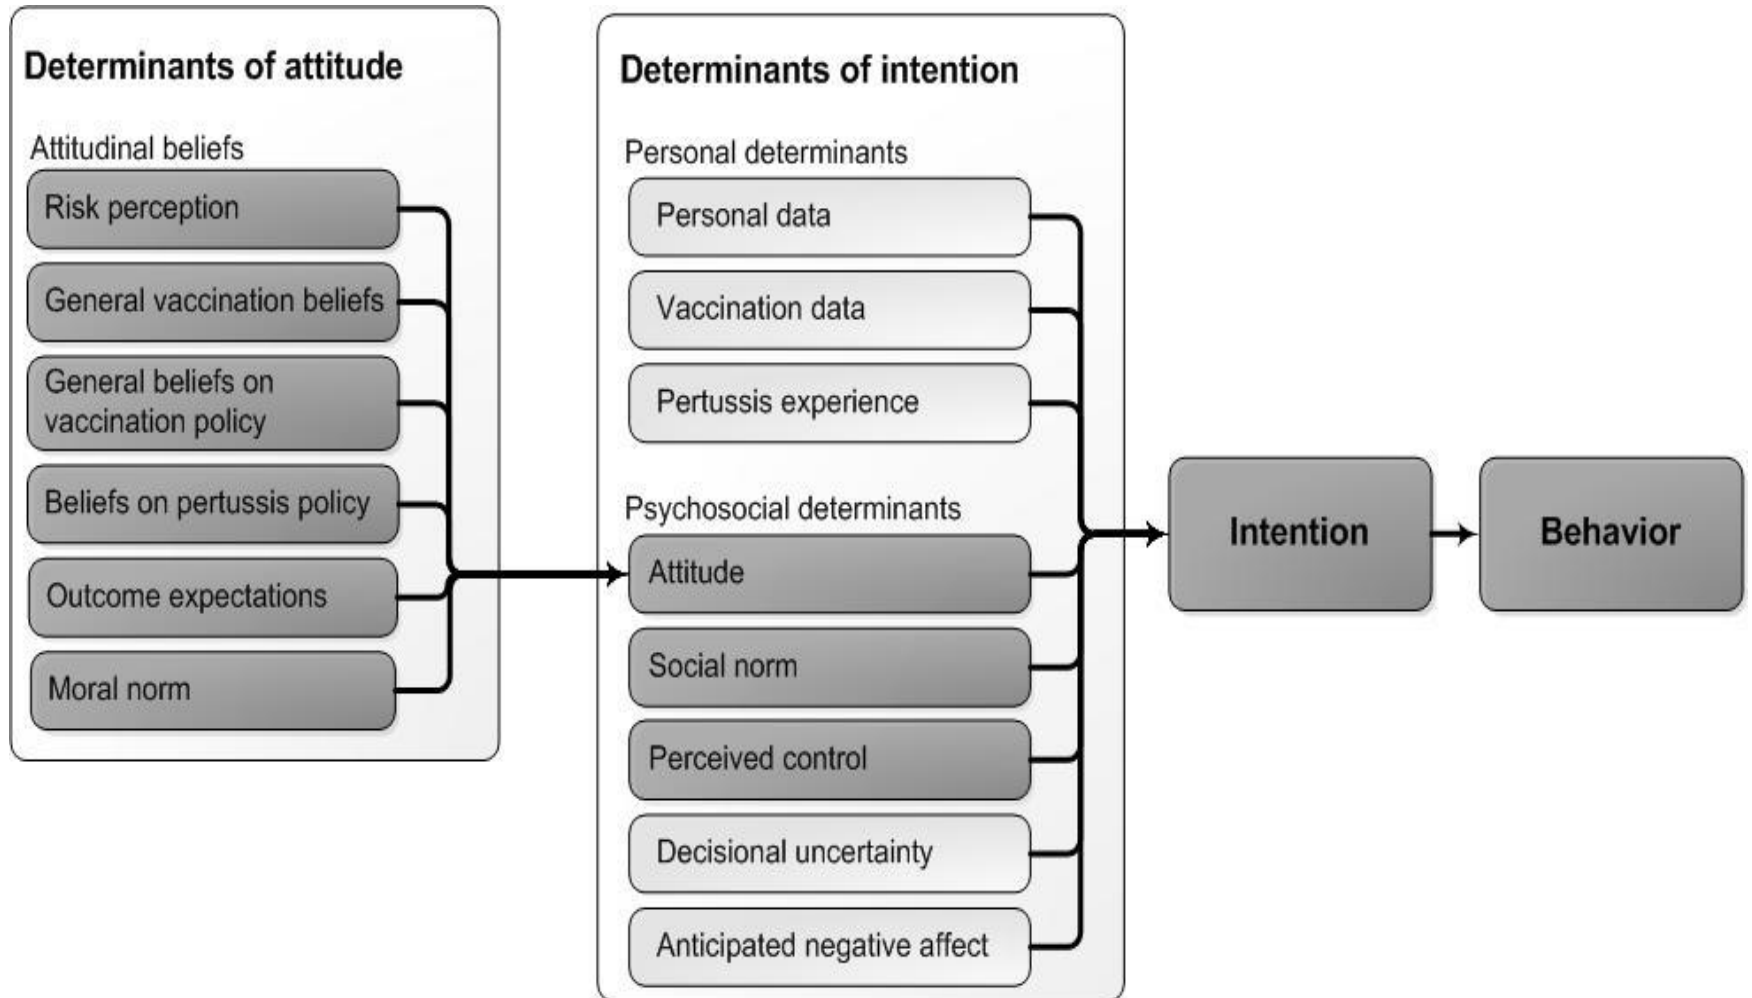 Determinants of attitude
Attitudinal beliefs
Risk perception
General vaccination beliefs
General beliefs on
vaccination policy
Beliefs on pertussis policy
Outcome expectations
Moral norm
Determinants of intention
Personal determinants
Personal data
Vaccination data
Pertussis experience
Psychosocial determinants
Attitude
Social norm
Perceived control
Decisional uncertainty
Anticipated negative affect
Intention
Behavior